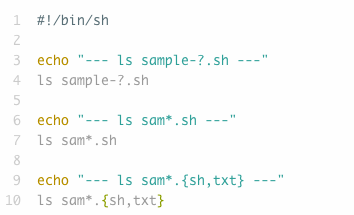 1 #!/bin/sh
2
3 echo "--- ls sample-?.sh ---"
4 ls sample-?.sh
5
6 echo "--- ls sam*.sh ---"
7 ls sam*.sh
8
9 echo "--- ls sam*.{sh,txt} ---"
10 ls sam*.{sh,txt}